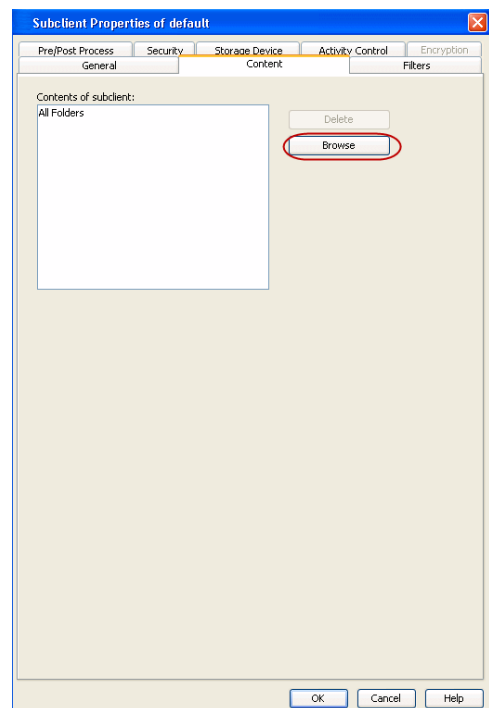 Subclient Properties of default
Pre/Post Process Security Storage Device Activity Control Encryption
General Content Filters
Contents of subclient:
All Folders
Delete
Browse
OK Cancel Help